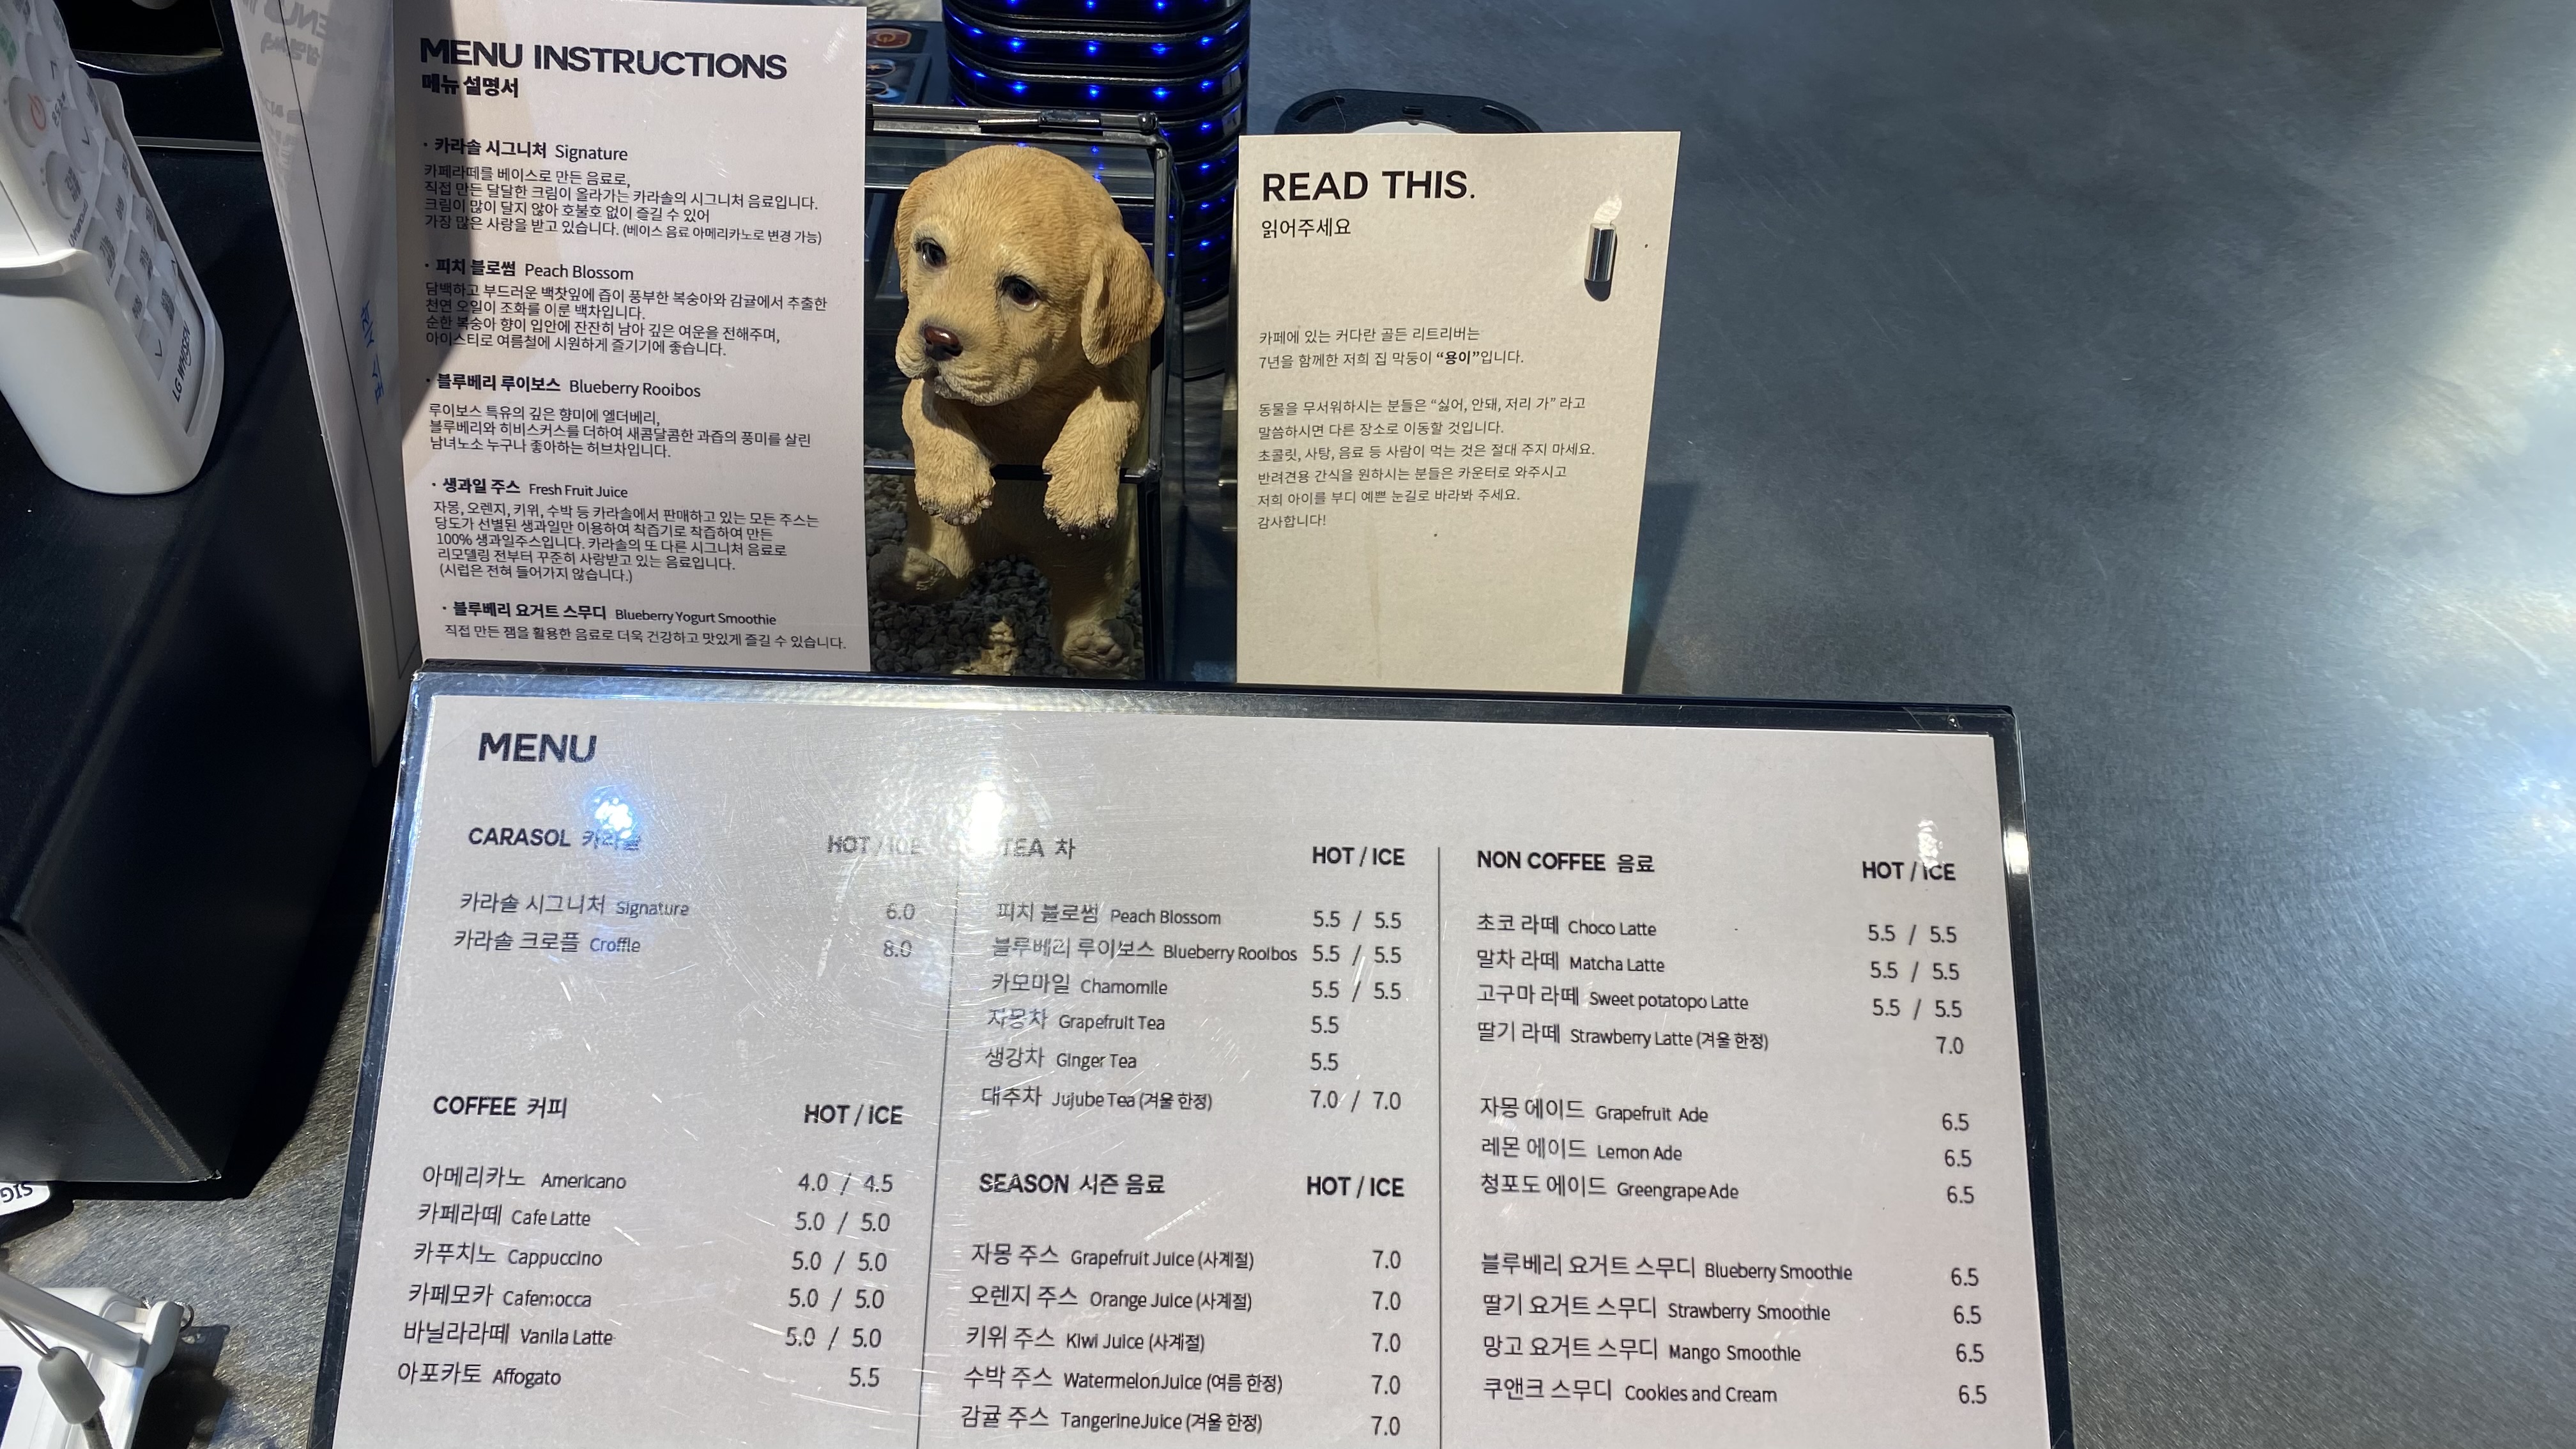 MENU INSTRUCTIONS
메뉴 설명서
· 카라솔 시그니처 Signature
카페라떼를 베이스로 만든 음료로,
직접 만든 달달한 크림이 올라가는 카라솔의 시그니처 음료입니다.
크림이 많이 달지 않아 호불호 없이 즐길 수 있어
가장 많은 사랑을 받고 있습니다. (베이스 음료 아메리카노로 변경 가능)
· 피치 블로썸 Peach Blossom
담백하고 부드러운 백찻잎에 즙이 풍부한 복숭아와 감귤에서 추출한
천연 오일이 조화를 이룬 백차입니다.
순한 복숭아 향이 입안에 잔잔히 남아 깊은 여운을 전해주며,
아이스티로 여름철에 시원하게 즐기기에 좋습니다.
· 블루베리 루이보스 Blueberry Rooibos
루이보스 특유의 깊은 향미에 엘더베리,
블루베리와 히비스커스를 더하여 새콤달콤한 과즙의 풍미를 살린
남녀노소 누구나 좋아하는 허브차입니다.
· 생과일 주스 Fresh Fruit Juice
자몽, 오렌지, 키위, 수박 등 카라솔에서 판매하고 있는 모든 주스는
당도가 선별된 생과일만 이용하여 착즙기로 착즙하여 만든
100% 생과일주스입니다. 카라솔의 또 다른 시그니처 음료로
리모델링 전부터 꾸준히 사랑받고 있는 음료입니다.
(시럽은 전혀 들어가지 않습니다.)
· 블루베리 요거트 스무디 Blueberry Yogurt Smoothie
직접 만든 잼을 활용한 음료로 더욱 건강하고 맛있게 즐길 수 있습니다.
READ THIS.
읽어주세요
카페에 있는 커다란 골든 리트리버는
7년을 함께한 저희 집 막둥이 “용이”입니다.
동물을 무서워하시는 분들은 “싫어, 안돼, 저리 가” 라고
말씀하시면 다른 장소로 이동할 것입니다.
초콜릿, 사탕, 음료 등 사람이 먹는 것은 절대 주지 마세요.
반려견용 간식을 원하시는 분들은 카운터로 와주시고
저희 아이를 부디 예쁜 눈길로 바라봐 주세요.
감사합니다!
LG WHISEN
MENU
CARASOL 카라솔 HOT / ICE
카라솔 시그니처 Signature 6.0
카라솔 크로플 Croffle 8.0
COFFEE 커피 HOT / ICE
아메리카노 Americano 4.0 / 4.5
카페라떼 Cafe Latte 5.0 / 5.0
카푸치노 Cappuccino 5.0 / 5.0
카페모카 Cafemocca 5.0 / 5.0
바닐라라떼 Vanila Latte 5.0 / 5.0
아포카토 Affogato 5.5
TEA 차 HOT / ICE
피치 블로썸 Peach Blossom 5.5 / 5.5
블루베리 루이보스 Blueberry Rooibos 5.5 / 5.5
카모마일 Chamomile 5.5 / 5.5
자몽차 Grapefruit Tea 5.5
생강차 Ginger Tea 5.5
대추차 Jujube Tea (겨울 한정) 7.0 / 7.0
SEASON 시즌 음료 HOT / ICE
자몽 주스 Grapefruit Juice (사계절) 7.0
오렌지 주스 Orange Juice (사계절) 7.0
키위 주스 Kiwi Juice (사계절) 7.0
수박 주스 WatermelonJuice (여름 한정) 7.0
감귤 주스 TangerineJuice (겨울 한정) 7.0
NON COFFEE 음료 HOT / ICE
초코 라떼 Choco Latte 5.5 / 5.5
말차 라떼 Matcha Latte 5.5 / 5.5
고구마 라떼 Sweet potatopo Latte 5.5 / 5.5
딸기 라떼 Strawberry Latte (겨울 한정) 7.0
자몽 에이드 Grapefruit Ade 6.5
레몬 에이드 Lemon Ade 6.5
청포도 에이드 Greengrape Ade 6.5
블루베리 요거트 스무디 Blueberry Smoothie 6.5
딸기 요거트 스무디 Strawberry Smoothie 6.5
망고 요거트 스무디 Mango Smoothie 6.5
쿠앤크 스무디 Cookies and Cream 6.5